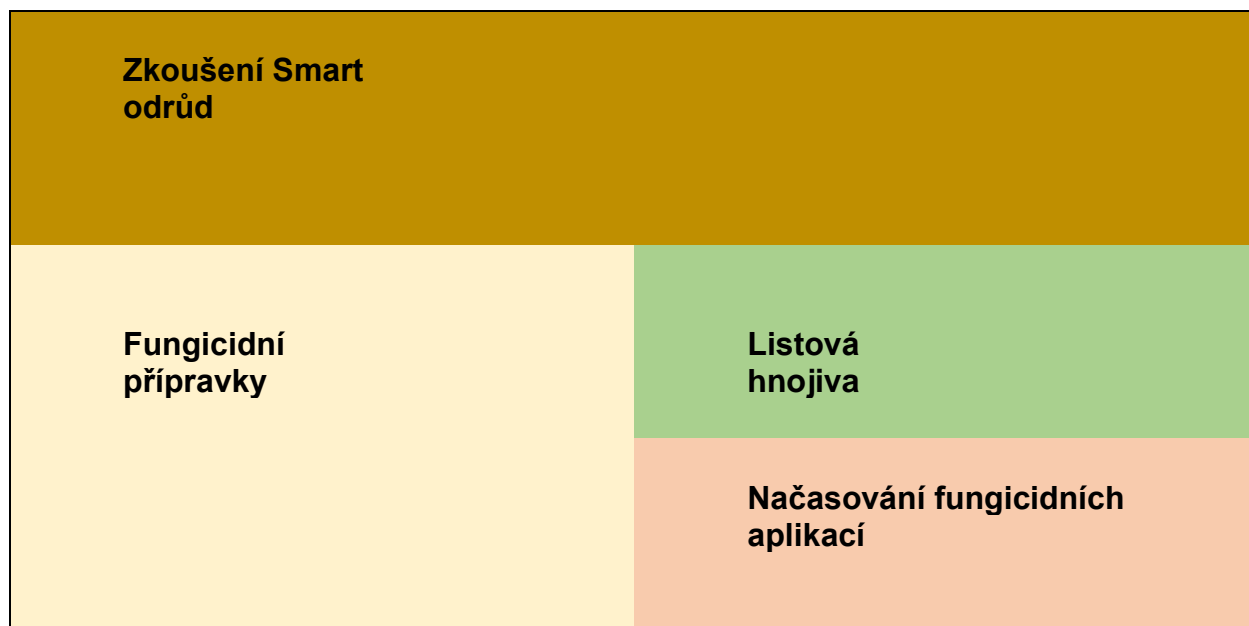 Zkoušení Smart
odrůd
Fungicidní
přípravky
Listová
hnojiva
Načasování fungicidních
aplikací